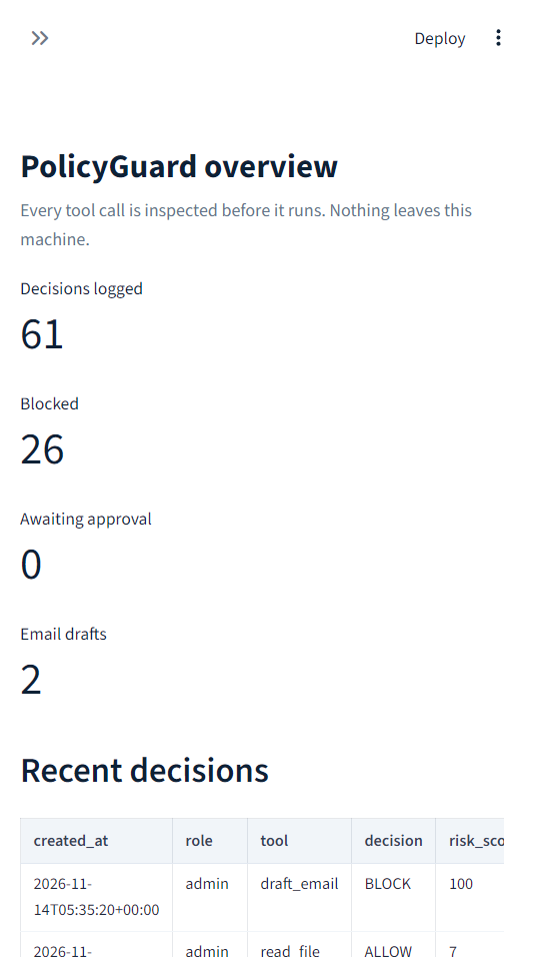 Deploy
PolicyGuard overview
Every tool call is inspected before it runs. Nothing leaves this
machine.
Decisions logged
61
Blocked
26
Awaiting approval
0
Email drafts
2
Recent decisions
created_at role tool decision risk_sco
2026-11-
14T05:35:20+00:00 admin draft_email BLOCK 100
2026-11- admin read_file ALLOW 7